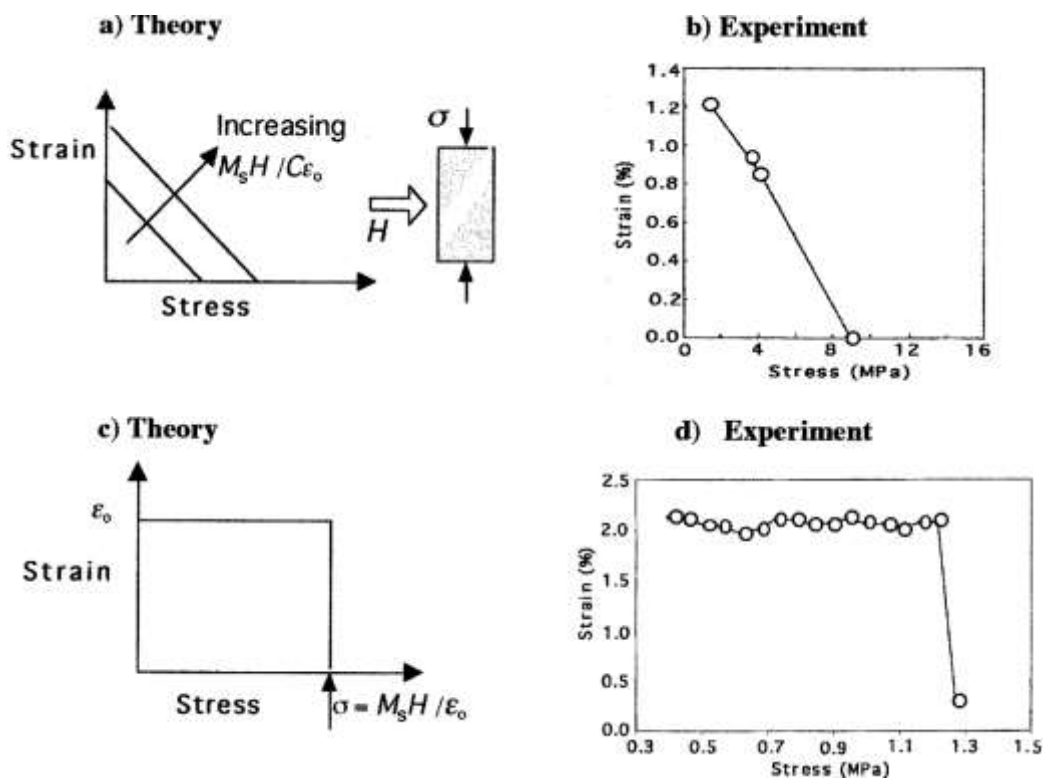 a) Theory
Strain
Increasing
MₛH / Cεₒ
Stress
H
σ
b) Experiment
Strain (%)
1.4
1.2
1.0
0.8
0.6
0.4
0.2
0.0
0 4 8 12 16
Stress (MPa)
c) Theory
εₒ
Strain
Stress
σ = MₛH / εₒ
d) Experiment
Strain (%)
2.5
2.0
1.5
1.0
0.5
0.0
0.3 0.5 0.7 0.9 1.1 1.3 1.5
Stress (MPa)